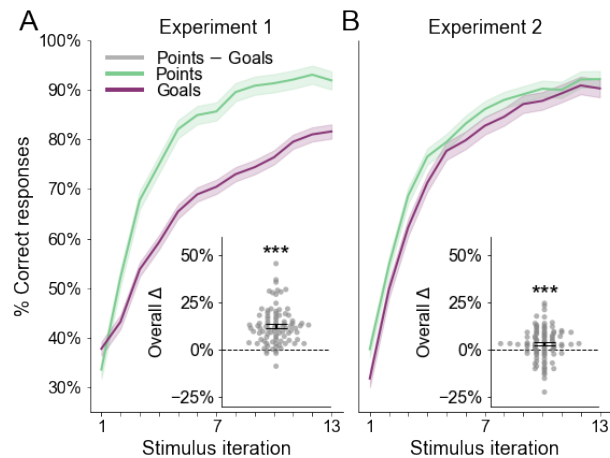 A
Experiment 1
B
Experiment 2
Points − Goals
Points
Goals
% Correct responses
100%
90%
80%
70%
60%
50%
40%
30%
Overall Δ
50%
25%
0%
−25%
***
1
7
13
Stimulus iteration
Overall Δ
50%
25%
0%
−25%
***
1
7
13
Stimulus iteration